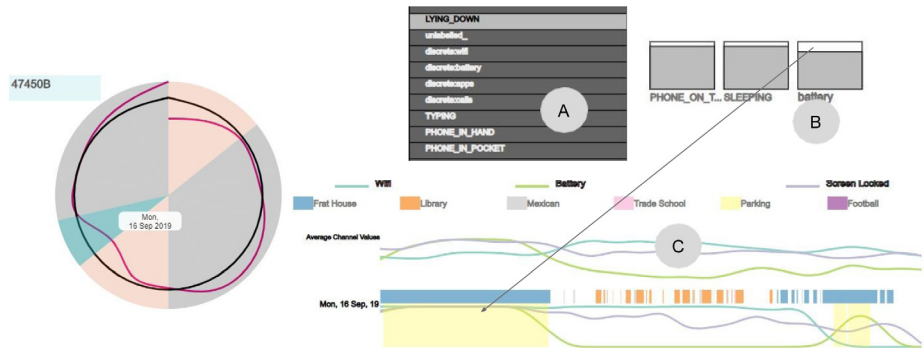 47450B
Mon,
16 Sep 2019
LYING_DOWN
unlabelled_
discrete:wifi
discrete:battery
discrete:apps
discrete:calls
TYPING
PHONE_IN_HAND
PHONE_IN_POCKET
A
PHONE_ON_T... SLEEPING battery
B
Wifi Battery Screen Locked
Frat House Library Mexican Trade School Parking Football
Average Channel Values
C
Mon, 16 Sep, 19